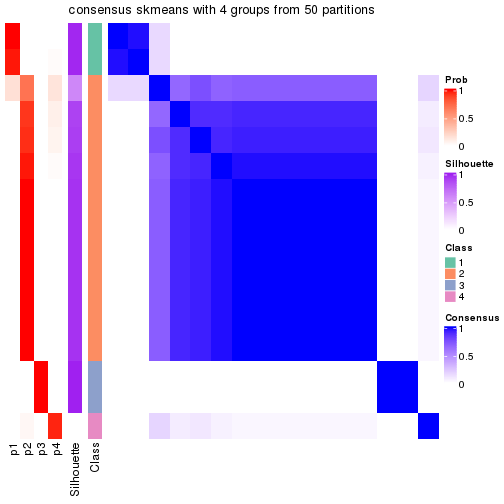 consensus skmeans with 4 groups from 50 partitions
Prob
1
0.5
0
Silhouette
1
0.5
0
Class
1
2
3
4
Consensus
1
0.5
0
p1
p2
p3
p4
Silhouette
Class